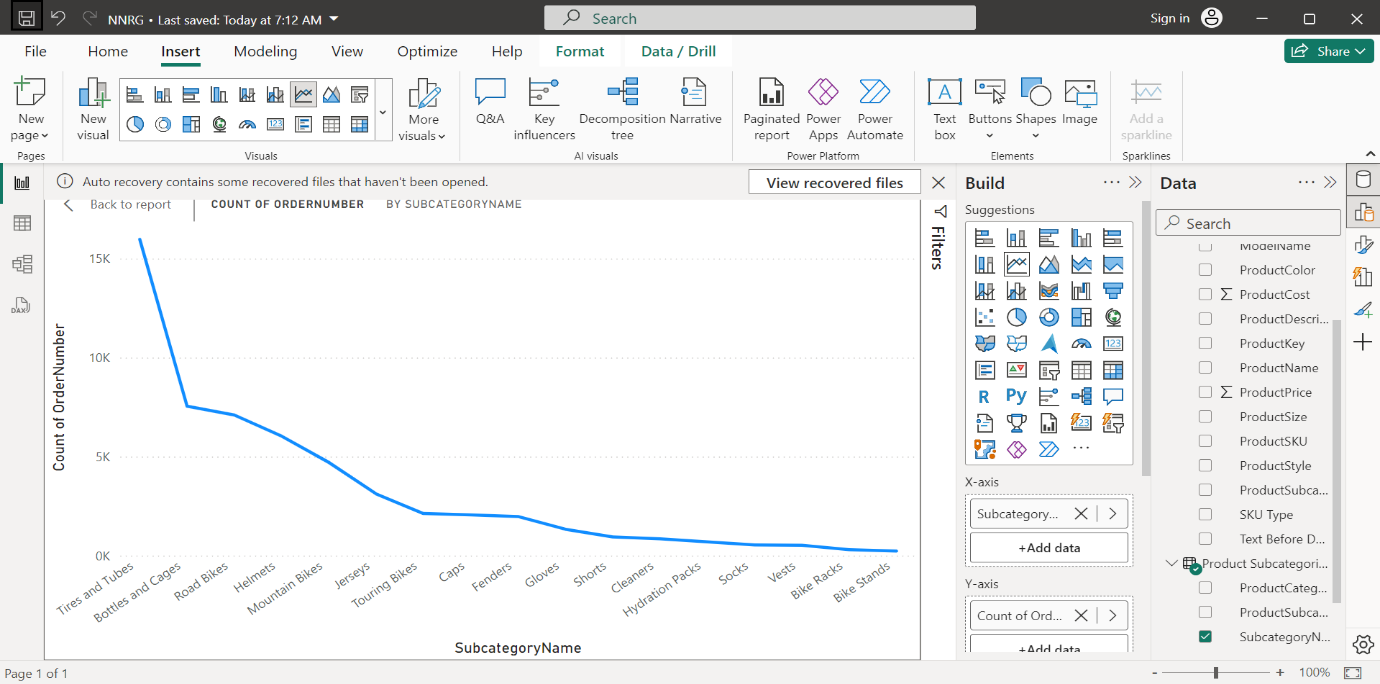 NNRG • Last saved: Today at 7:12 AM
Search
Sign in
File Home Insert Modeling View Optimize Help Format Data / Drill
Share
New page
Pages
New visual
More visuals
Visuals
Q&A
Key influencers
Decomposition tree
Narrative
AI visuals
Paginated report
Power Apps
Power Automate
Power Platform
Text box
Buttons
Shapes
Image
Elements
Add a sparkline
Sparklines
Auto recovery contains some recovered files that haven't been opened.
View recovered files
Back to report
COUNT OF ORDERNUMBER
BY SUBCATEGORYNAME
Count of OrderNumber
15K
10K
5K
0K
Tires and Tubes
Bottles and Cages
Road Bikes
Helmets
Mountain Bikes
Jerseys
Touring Bikes
Caps
Fenders
Gloves
Shorts
Cleaners
Hydration Packs
Socks
Vests
Bike Racks
Bike Stands
SubcategoryName
Filters
Build
Suggestions
123
R
Py
123
X-axis
Subcategory...
+Add data
Y-axis
Count of Ord...
+Add data
Data
Search
ModelName
ProductColor
ProductCost
ProductDescri...
ProductKey
ProductName
ProductPrice
ProductSize
ProductSKU
ProductStyle
ProductSubca...
SKU Type
Text Before D...
Product Subcategori...
ProductCateg...
ProductSubca...
SubcategoryN...
DAX
Page 1 of 1
- + 100%